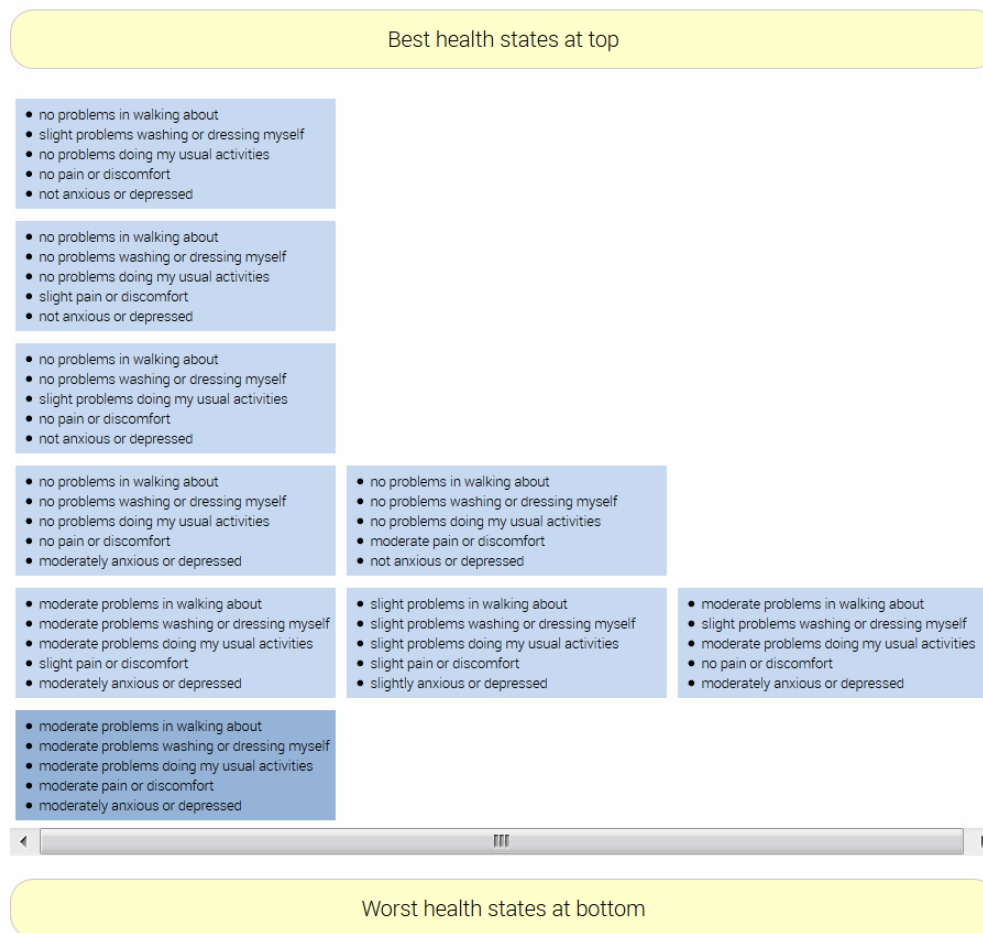 Best health states at top
• no problems in walking about
• slight problems washing or dressing myself
• no problems doing my usual activities
• no pain or discomfort
• not anxious or depressed
• no problems in walking about
• no problems washing or dressing myself
• no problems doing my usual activities
• slight pain or discomfort
• not anxious or depressed
• no problems in walking about
• no problems washing or dressing myself
• slight problems doing my usual activities
• no pain or discomfort
• not anxious or depressed
• no problems in walking about
• no problems washing or dressing myself
• no problems doing my usual activities
• no pain or discomfort
• moderately anxious or depressed
• no problems in walking about
• no problems washing or dressing myself
• no problems doing my usual activities
• moderate pain or discomfort
• not anxious or depressed
• moderate problems in walking about
• moderate problems washing or dressing myself
• moderate problems doing my usual activities
• slight pain or discomfort
• moderately anxious or depressed
• slight problems in walking about
• slight problems washing or dressing myself
• slight problems doing my usual activities
• slight pain or discomfort
• slightly anxious or depressed
• moderate problems in walking about
• slight problems washing or dressing myself
• moderate problems doing my usual activities
• no pain or discomfort
• moderately anxious or depressed
• moderate problems in walking about
• moderate problems washing or dressing myself
• moderate problems doing my usual activities
• moderate pain or discomfort
• moderately anxious or depressed
Worst health states at bottom